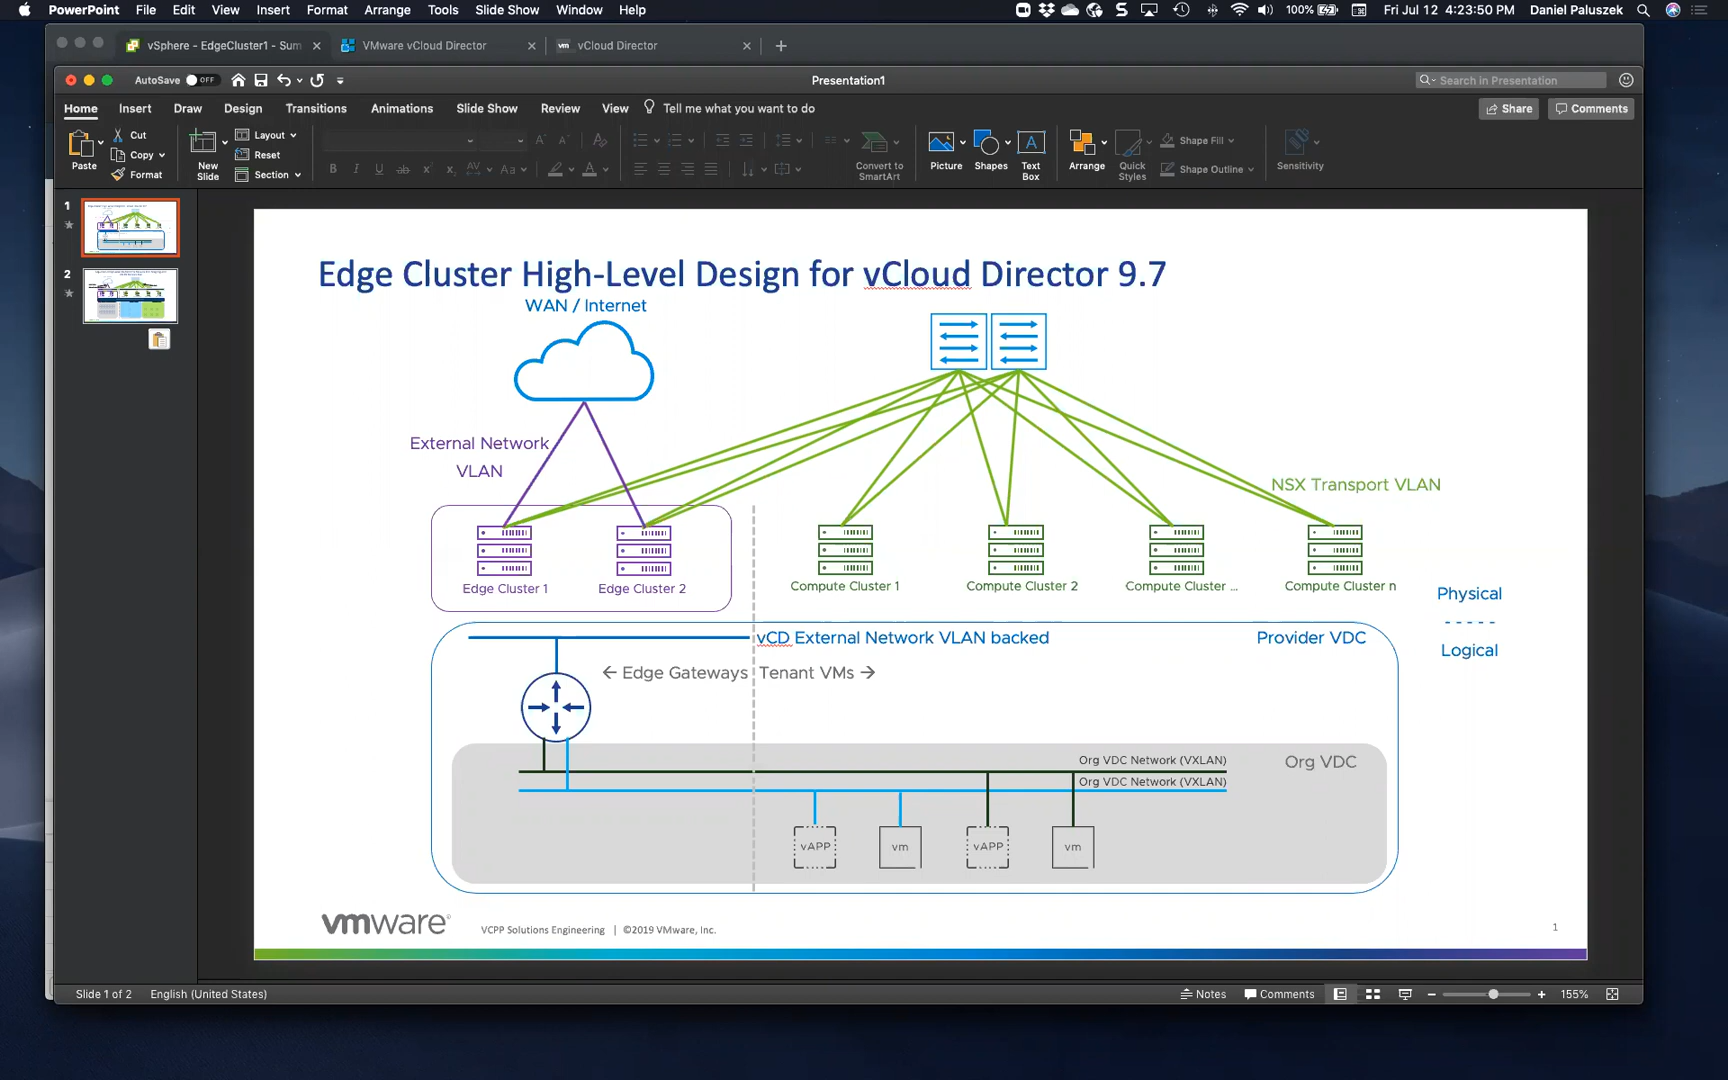 PowerPoint File Edit View Insert Format Arrange Tools Slide Show Window Help 100% Fri Jul 12 4:23:50 PM Daniel Paluszek
vSphere - EdgeCluster1 - Sum VMware vCloud Director vm vCloud Director
AutoSave OFF Presentation1 Search in Presentation
Home Insert Draw Design Transitions Animations Slide Show Review View Tell me what you want to do Share Comments
Paste
Cut
Copy
Format
New Slide
Layout
Reset
Section
Convert to SmartArt
Picture
Shapes
Text Box
Arrange
Quick Styles
Shape Fill
Shape Outline
Sensitivity
1
2
Edge Cluster High-Level Design for vCloud Director 9.7
WAN / Internet
External Network
VLAN
NSX Transport VLAN
Edge Cluster 1
Edge Cluster 2
Compute Cluster 1
Compute Cluster 2
Compute Cluster ...
Compute Cluster n
Physical
Logical
vCD External Network VLAN backed
Provider VDC
← Edge Gateways
Tenant VMs →
Org VDC Network (VXLAN)
Org VDC
Org VDC Network (VXLAN)
vAPP
vm
vAPP
vm
vmware®
VCPP Solutions Engineering | ©2019 VMware, Inc.
1
Slide 1 of 2 English (United States) Notes Comments 155%